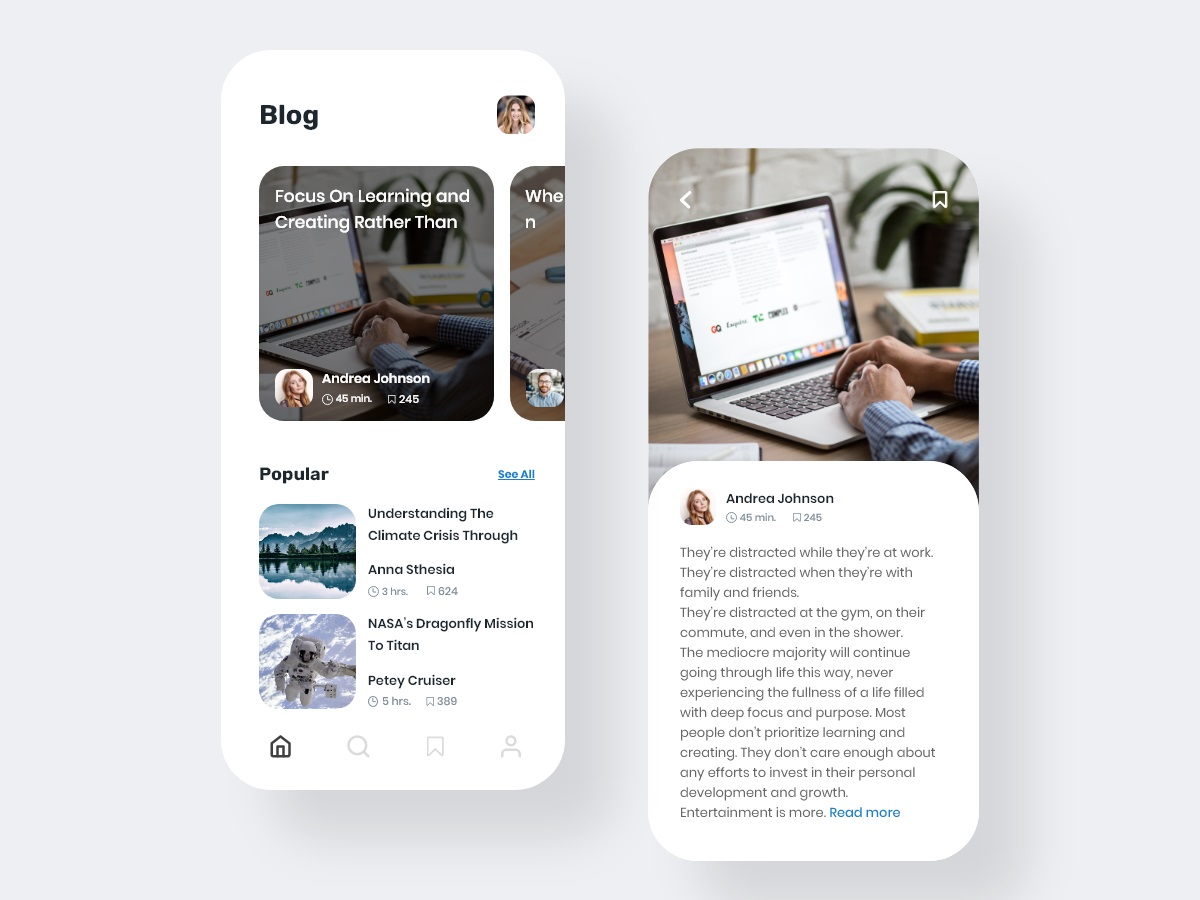 Blog
Focus On Learning and
Creating Rather Than
Whe
n
Andrea Johnson
45 min.
245
Popular
See All
Understanding The
Climate Crisis Through
Anna Sthesia
3 hrs.
624
NASA's Dragonfly Mission
To Titan
Petey Cruiser
5 hrs.
389
GQ Esquire TC COMPLEX
Andrea Johnson
45 min.
245
They're distracted while they're at work.
They're distracted when they're with
family and friends.
They're distracted at the gym, on their
commute, and even in the shower.
The mediocre majority will continue
going through life this way, never
experiencing the fullness of a life filled
with deep focus and purpose. Most
people don't prioritize learning and
creating. They don't care enough about
any efforts to invest in their personal
development and growth.
Entertainment is more. Read more